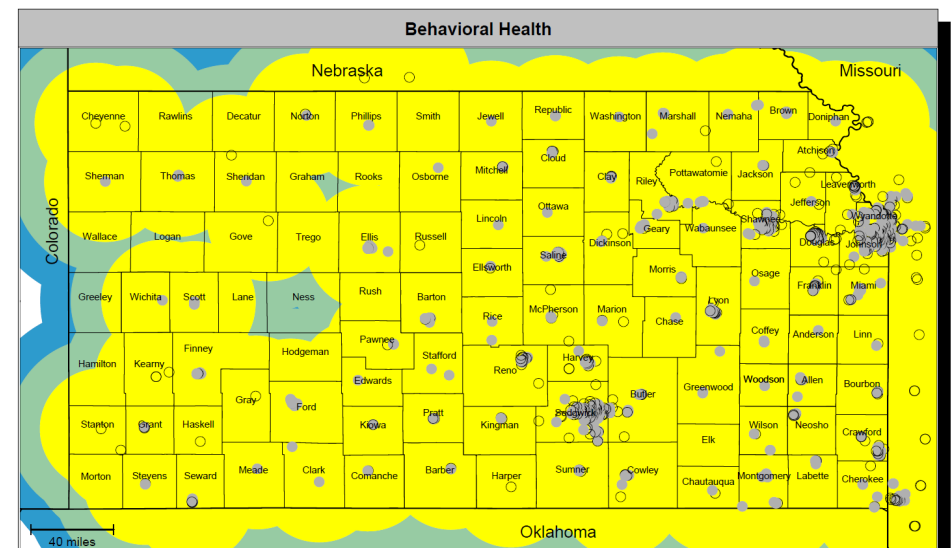 Behavioral Health
Nebraska
Missouri
Cheyenne Rawlins Decatur Norton Phillips Smith Jewell Republic Washington Marshall Nemaha Brown Doniphan
Atchison
Cloud
Sherman Thomas Sheridan Graham Rooks Osborne Mitchell Clay Riley Pottawatomie Jackson
Leavenworth
Jefferson
Ottawa
Wyandotte
Lincoln Shawnee
Wallace Logan Gove Trego Ellis Russell Dickinson Geary Wabaunsee Douglas Johnson
Colorado
Saline
Ellsworth Morris Osage
Franklin Miami
Greeley Wichita Scott Lane Ness Rush Barton Lyon
Rice McPherson Marion Chase
Coffey Anderson Linn
Pawnee
Finney Hodgeman Stafford
Hamilton Kearny Reno Harvey
Edwards Woodson Allen Bourbon
Gray Ford Greenwood Butler
Pratt Sedgwick
Stanton Grant Haskell Kiowa Kingman Wilson Neosho
Crawford
Elk
Morton Stevens Seward Meade Clark Comanche Barber Harper Sumner Cowley Chautauqua Montgomery Labette Cherokee
Oklahoma
40 miles